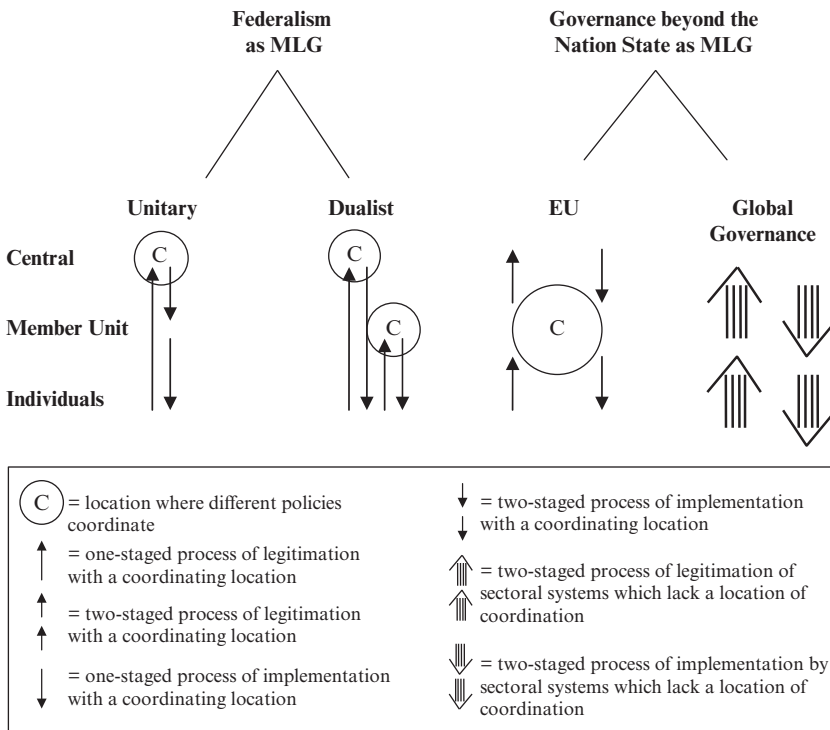 Federalism
as MLG
Governance beyond the
Nation State as MLG
Unitary
Dualist
EU
Global
Governance
Central
C
C
Member Unit
C
C
Individuals
C
= location where different policies
coordinate
= one-staged process of legitimation
with a coordinating location
= two-staged process of legitimation
with a coordinating location
= one-staged process of implementation
with a coordinating location
= two-staged process of implementation
with a coordinating location
= two-staged process of legitimation of
sectoral systems which lack a location of
coordination
= two-staged process of implementation by
sectoral systems which lack a location of
coordination